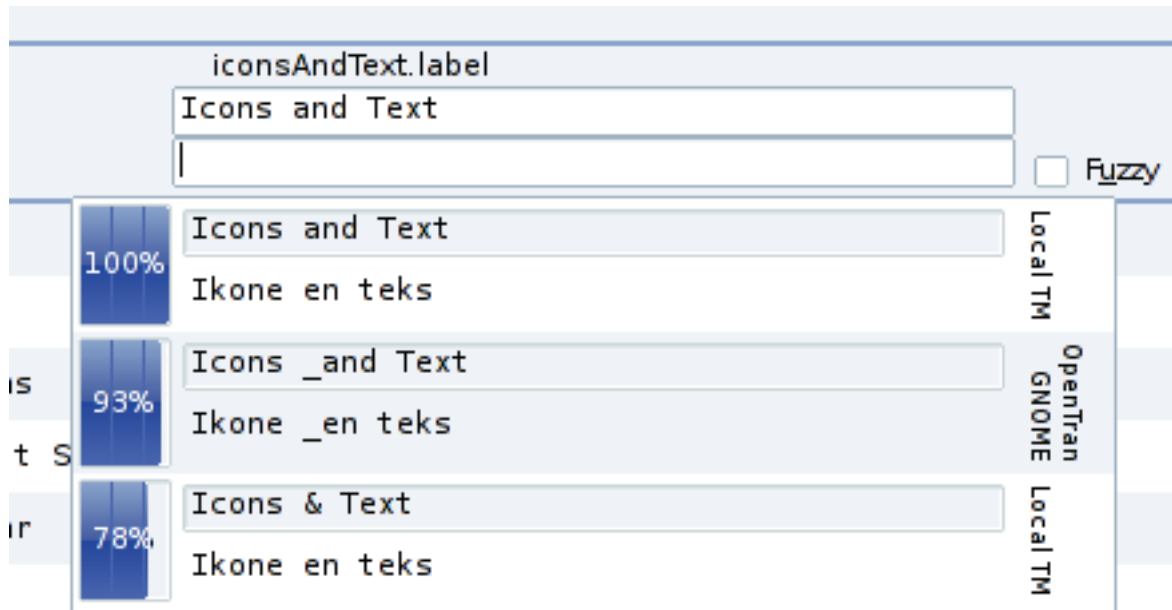 iconsAndText.label
Icons and Text
Fuzzy
100%
Icons and Text
Ikone en teks
Local TM
93%
Icons _and Text
Ikone _en teks
OpenTran
GNOME
78%
Icons & Text
Ikone en teks
Local TM